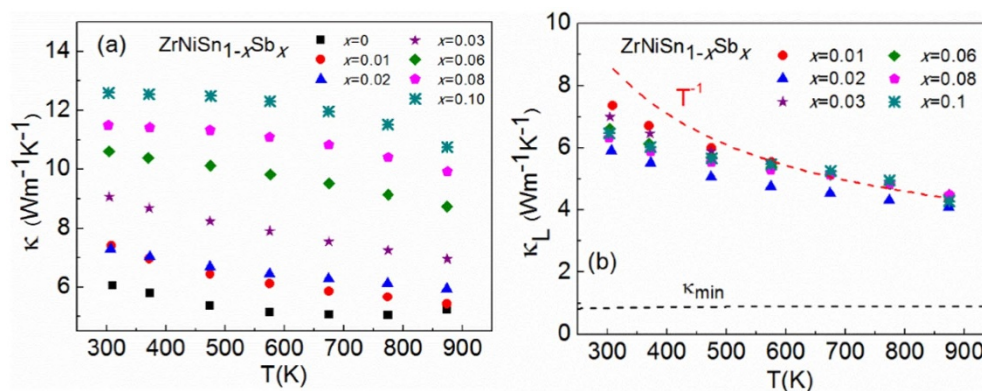 (a) ZrNiSn1-xSbx
x=0 x=0.03
x=0.01 x=0.06
x=0.02 x=0.08
x=0.10
14
12
10
8
6
κ (Wm⁻¹K⁻¹)
300 400 500 600 700 800 900
T(K)
ZrNiSn1-xSbx
x=0.01 x=0.06
x=0.02 x=0.08
x=0.03 x=0.1
T⁻¹
κmin
(b)
10
8
6
4
2
0
κL (Wm⁻¹K⁻¹)
300 400 500 600 700 800 900
T(K)